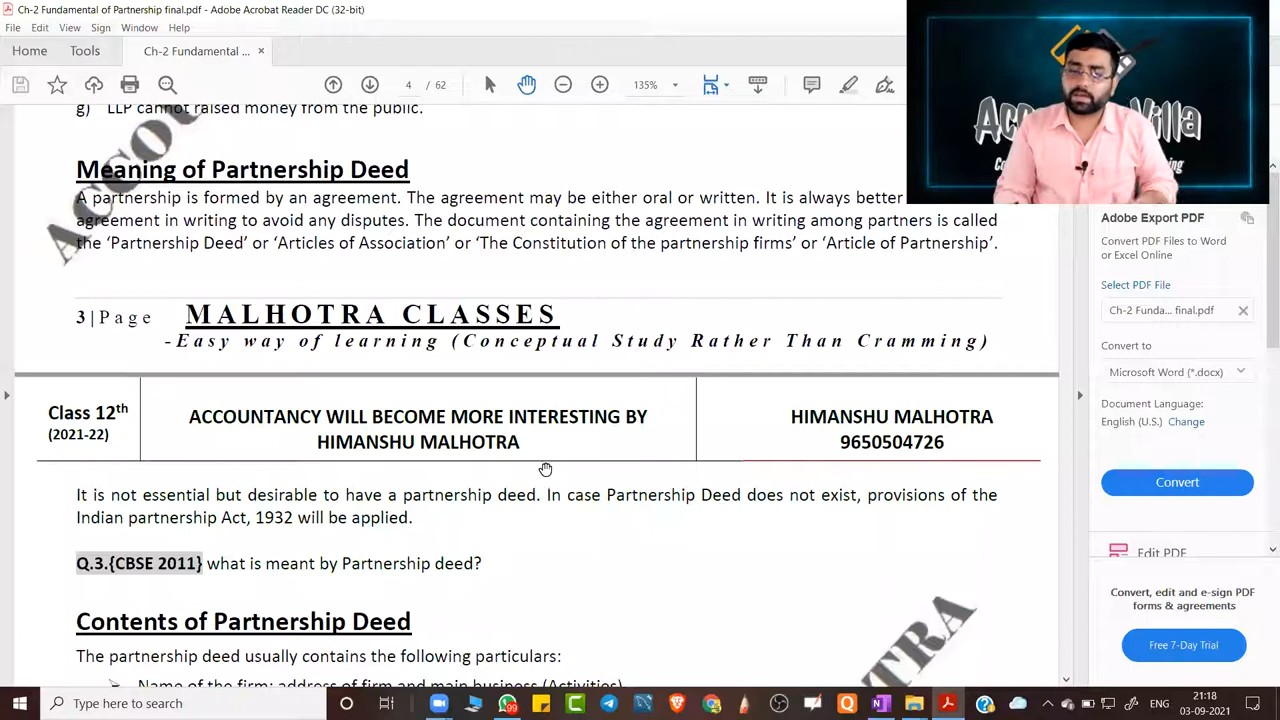 Ch-2 Fundamental of Partnership final.pdf - Adobe Acrobat Reader DC (32-bit)
File Edit View Sign Window Help
Home Tools Ch-2 Fundamental ... ×
4 / 62 135%
g) LLP cannot raised money from the public.
Meaning of Partnership Deed
A partnership is formed by an agreement. The agreement may be either oral or written. It is always better
agreement in writing to avoid any disputes. The document containing the agreement in writing among partners is called
the ‘Partnership Deed’ or ‘Articles of Association’ or ‘The Constitution of the partnership firms’ or ‘Article of Partnership’.
3 | Page MALHOTRA CLASSES
-Easy way of learning (Conceptual Study Rather Than Cramming)
Class 12th
(2021-22)
ACCOUNTANCY WILL BECOME MORE INTERESTING BY
HIMANSHU MALHOTRA
HIMANSHU MALHOTRA
9650504726
It is not essential but desirable to have a partnership deed. In case Partnership Deed does not exist, provisions of the
Indian partnership Act, 1932 will be applied.
Q.3.{CBSE 2011} what is meant by Partnership deed?
Contents of Partnership Deed
The partnership deed usually contains the following particulars:
Name of the firm; address of firm and main business (Activities)
Adobe Export PDF
Convert PDF Files to Word
or Excel Online
Select PDF File
Ch-2 Funda... final.pdf
Convert to
Microsoft Word (*.docx)
Document Language:
English (U.S.) Change
Convert
Edit PDF
Convert, edit and e-sign PDF
forms & agreements
Free 7-Day Trial
Type here to search
99
ENG
21:18
03-09-2021